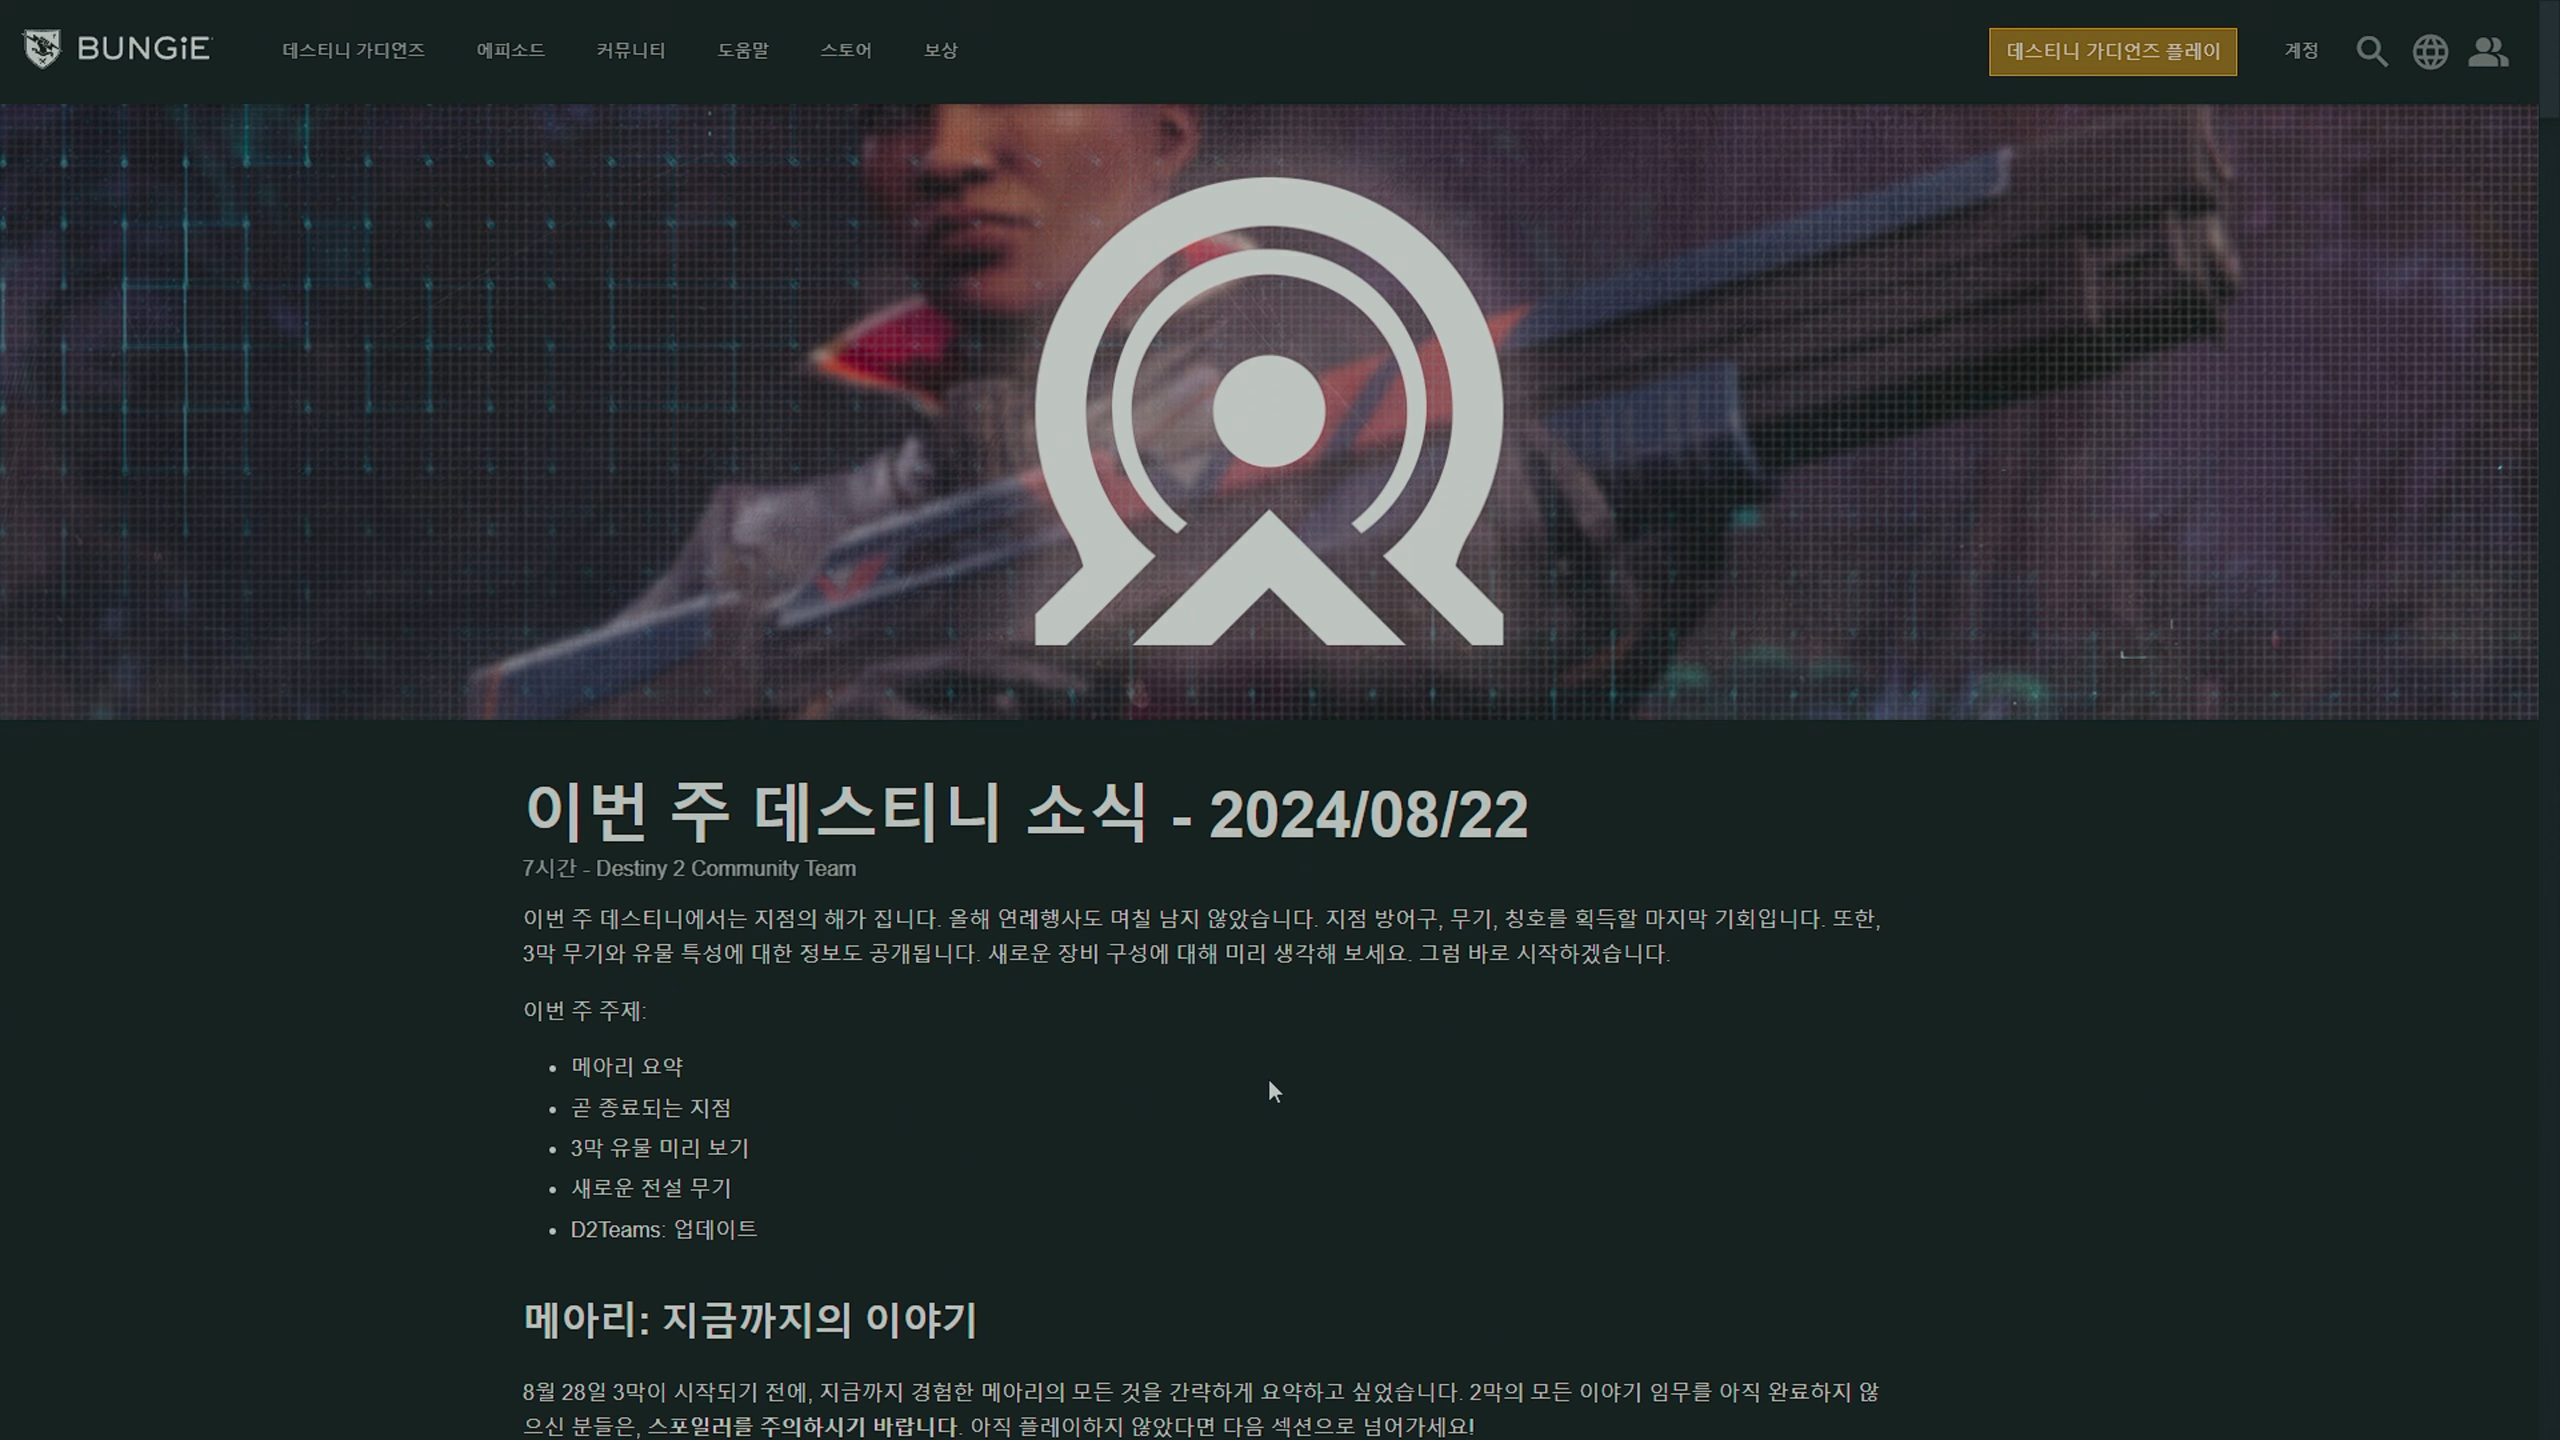 BUNGiE
데스티니 가디언즈
에피소드
커뮤니티
도움말
스토어
보상
데스티니 가디언즈 플레이
계정
이번 주 데스티니 소식 - 2024/08/22
7시간 - Destiny 2 Community Team
이번 주 데스티니에서는 지점의 해가 집니다. 올해 연례행사도 며칠 남지 않았습니다. 지점 방어구, 무기, 칭호를 획득할 마지막 기회입니다. 또한,
3막 무기와 유물 특성에 대한 정보도 공개됩니다. 새로운 장비 구성에 대해 미리 생각해 보세요. 그럼 바로 시작하겠습니다.
이번 주 주제:
• 메아리 요약
• 곧 종료되는 지점
• 3막 유물 미리 보기
• 새로운 전설 무기
• D2Teams: 업데이트
메아리: 지금까지의 이야기
8월 28일 3막이 시작되기 전에, 지금까지 경험한 메아리의 모든 것을 간략하게 요약하고 싶었습니다. 2막의 모든 이야기 임무를 아직 완료하지 않
으신 분들은, 스포일러를 주의하시기 바랍니다. 아직 플레이하지 않았다면 다음 섹션으로 넘어가세요!